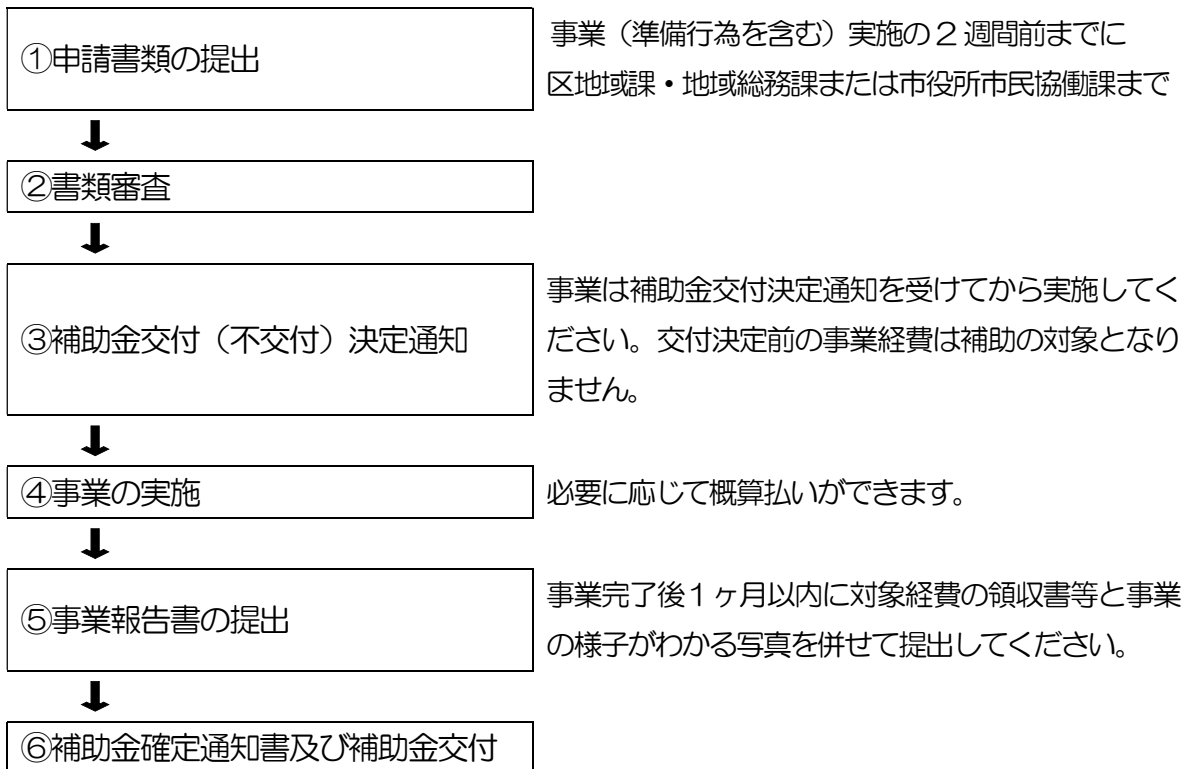 ①申請書類の提出
事業（準備行為を含む）実施の２週間前までに
区地域課・地域総務課または市役所市民協働課まで
②書類審査
③補助金交付（不交付）決定通知
事業は補助金交付決定通知を受けてから実施してく
ださい。交付決定前の事業経費は補助の対象となり
ません。
④事業の実施
必要に応じて概算払いができます。
⑤事業報告書の提出
事業完了後１ヶ月以内に対象経費の領収書等と事業
の様子がわかる写真を併せて提出してください。
⑥補助金確定通知書及び補助金交付